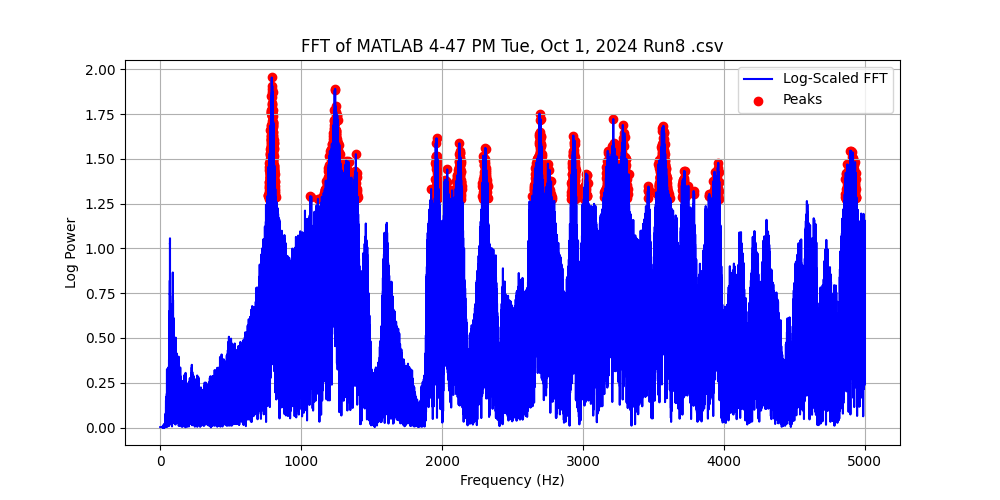 FFT of MATLAB 4-47 PM Tue, Oct 1, 2024 Run8 .csv
Log-Scaled FFT
Peaks
2.00
1.75
1.50
1.25
1.00
0.75
0.50
0.25
0.00
Log Power
0 1000 2000 3000 4000 5000
Frequency (Hz)